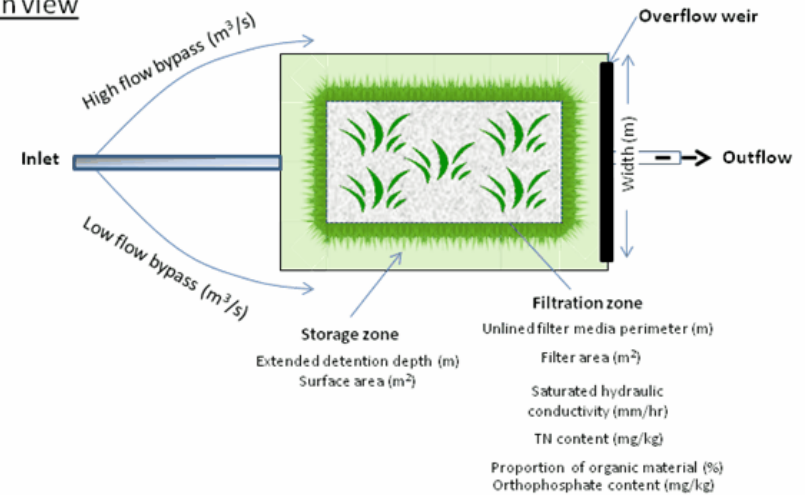 n view
High flow bypass (m³/s)
Overflow weir
Inlet
Width (m)
Outflow
Low flow bypass (m³/s)
Storage zone
Extended detention depth (m)
Surface area (m²)
Filtration zone
Unlined filter media perimeter (m)
Filter area (m²)
Saturated hydraulic
conductivity (mm/hr)
TN content (mg/kg)
Proportion of organic material (%)
Orthophosphate content (mg/kg)